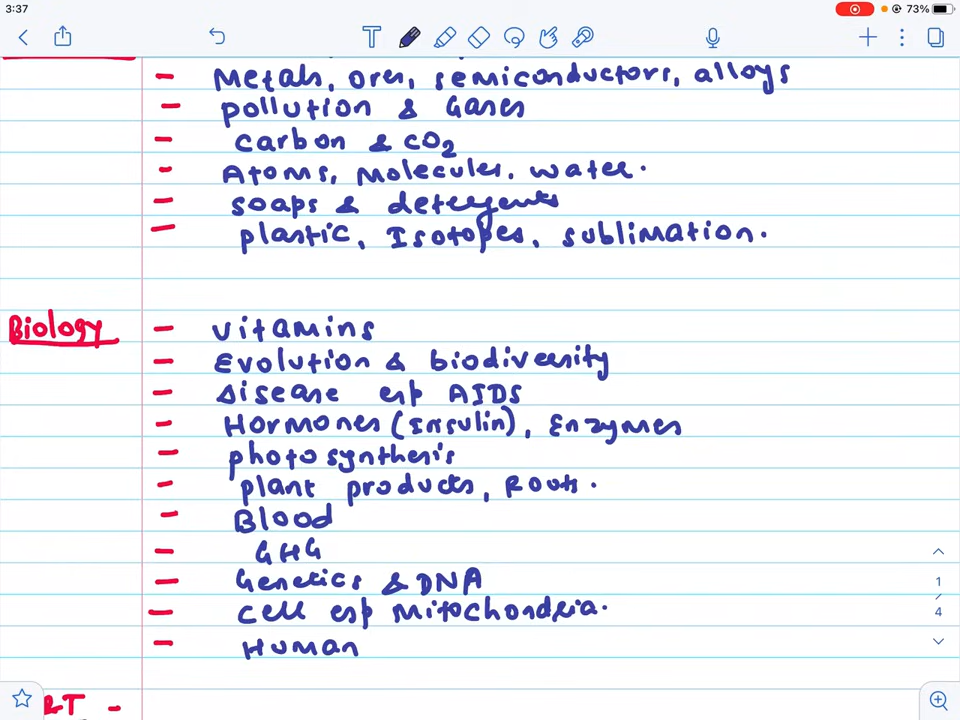 3:37
73%
- Metals, ores, semiconductors, alloys
- pollution & Gases
- carbon & CO₂
- Atoms, Molecules, water.
- soaps & detergents
- plastic, Isotopes, sublimation.
Biology - vitamins
- Evolution & biodiversity
- Disease esp AIDS
- Hormones (Insulin), Enzymes
- photosynthesis
- plant products, Roots.
- Blood
- GHG
- Genetics & DNA
- cell esp Mitochondria.
- Human
1/4
RT -